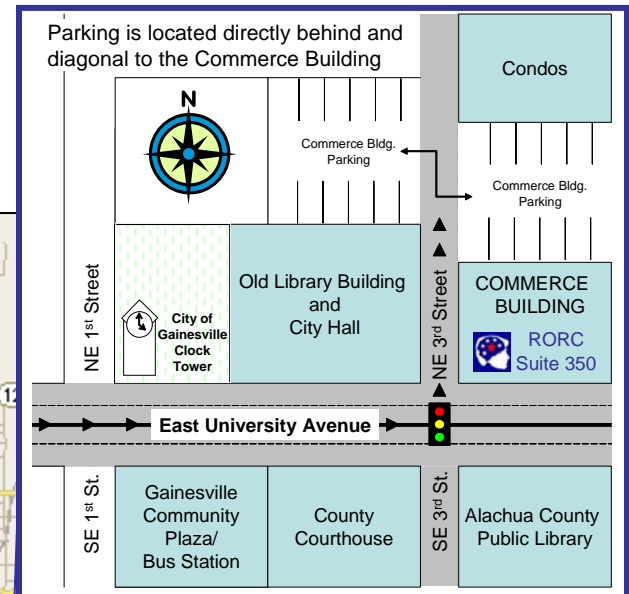 Parking is located directly behind and
diagonal to the Commerce Building
N
Condos
Commerce Bldg.
Parking
Commerce Bldg.
Parking
NE 1st Street
City of
Gainesville
Clock
Tower
Old Library Building
and
City Hall
NE 3rd Street
COMMERCE
BUILDING
RORC
Suite 350
12
East University Avenue
SE 1st St.
Gainesville
Community
Plaza/
Bus Station
County
Courthouse
SE 3rd St.
Alachua County
Public Library